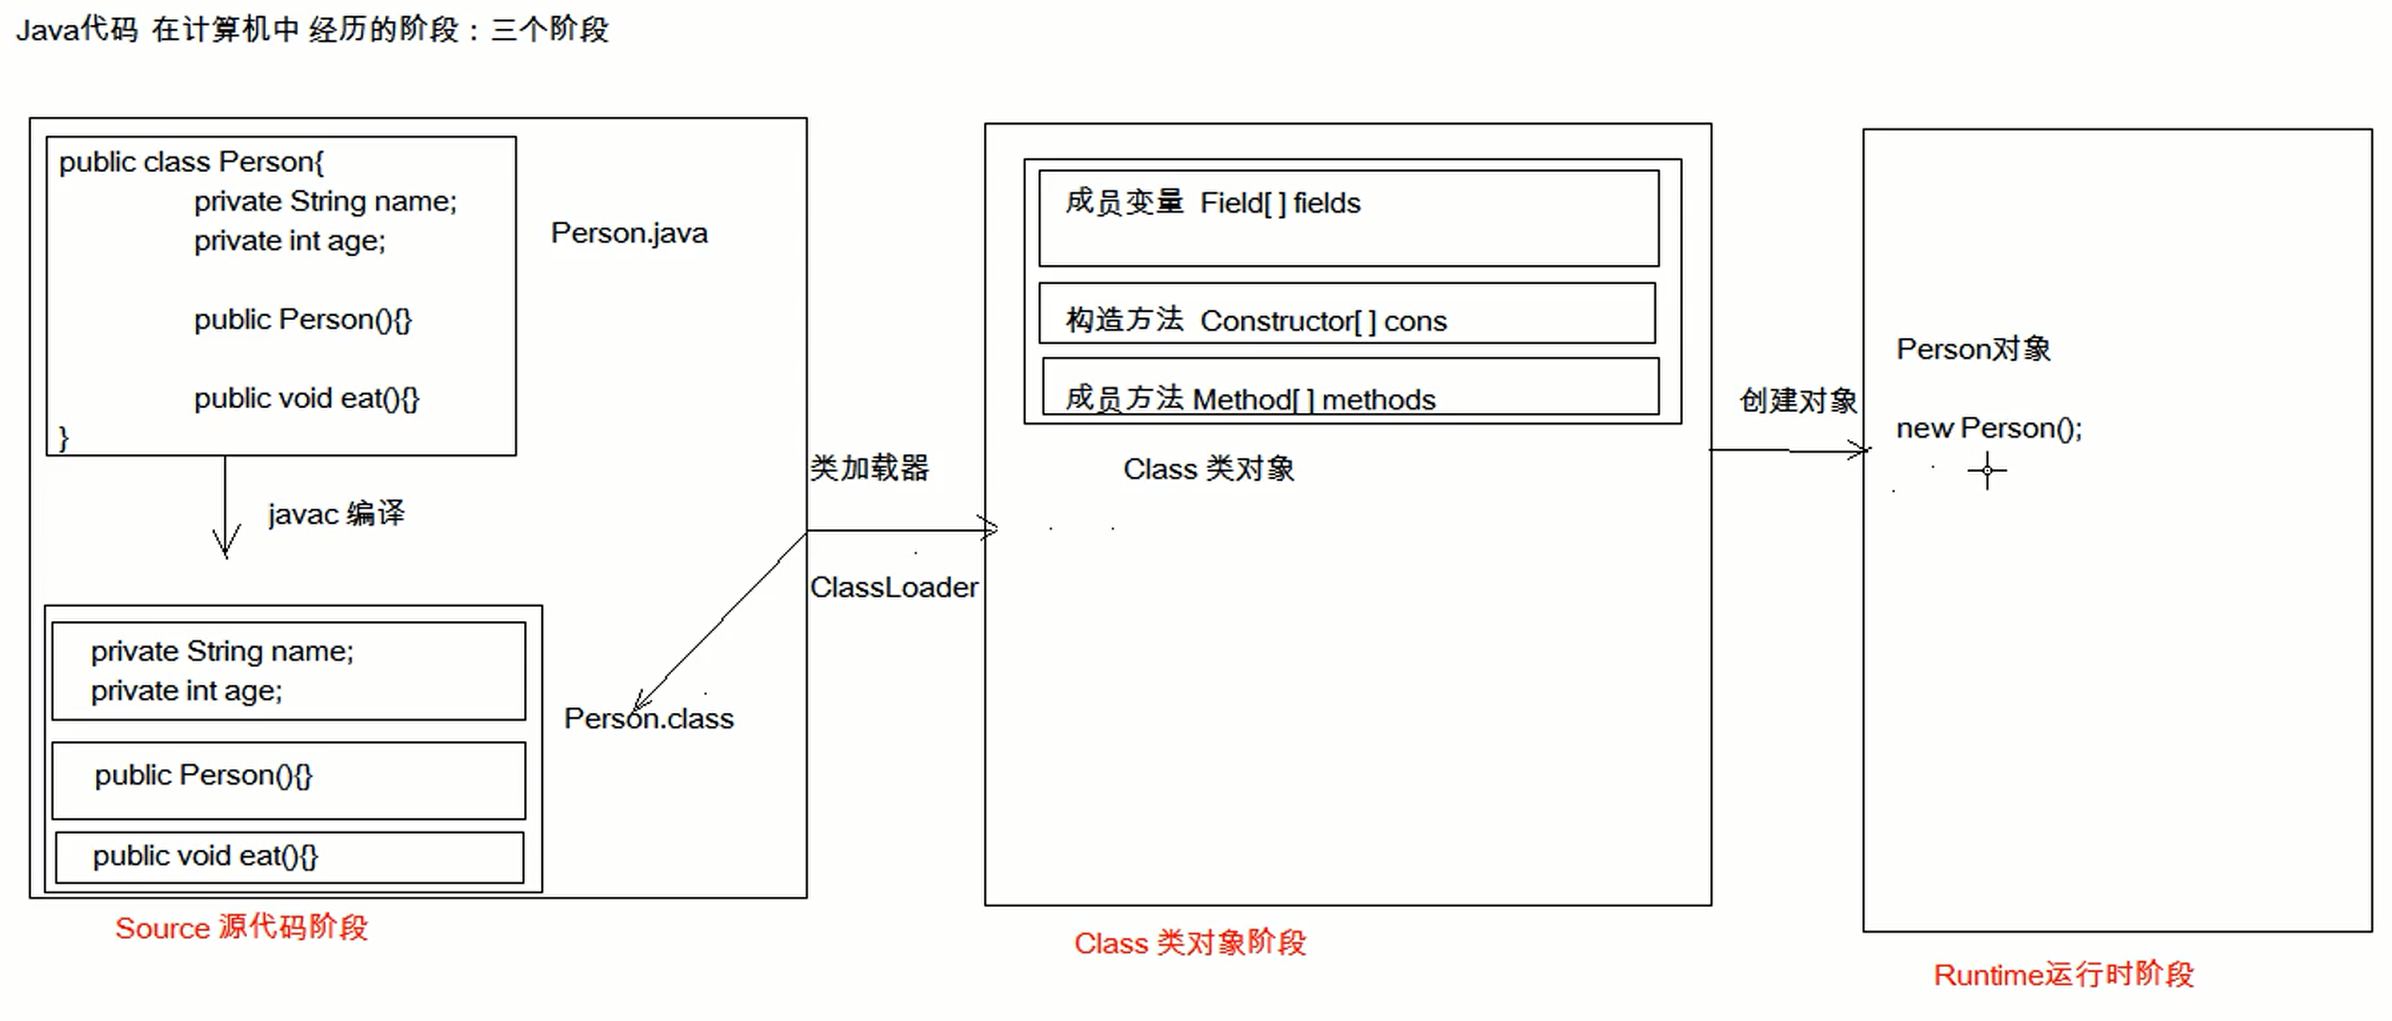 Java代码 在计算机中 经历的阶段：三个阶段
public class Person{
private String name;
private int age;
public Person(){}
public void eat(){}
}
Person.java
javac 编译
private String name;
private int age;
public Person(){}
public void eat(){}
Person.class
Source 源代码阶段
类加载器
ClassLoader
成员变量 Field[ ] fields
构造方法 Constructor[ ] cons
成员方法 Method[ ] methods
Class 类对象
Class 类对象阶段
创建对象
Person对象
new Person();
Runtime运行时阶段